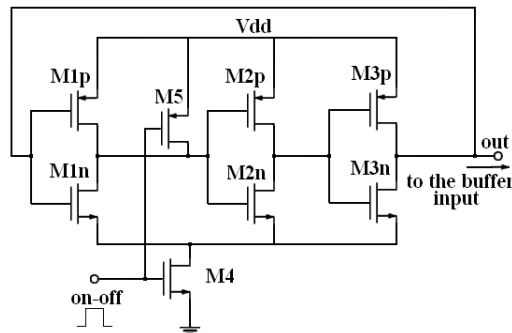 Vdd
M1p
M5
M2p
M3p
out
M1n
M2n
M3n
to the buffer
input
M4
on-off